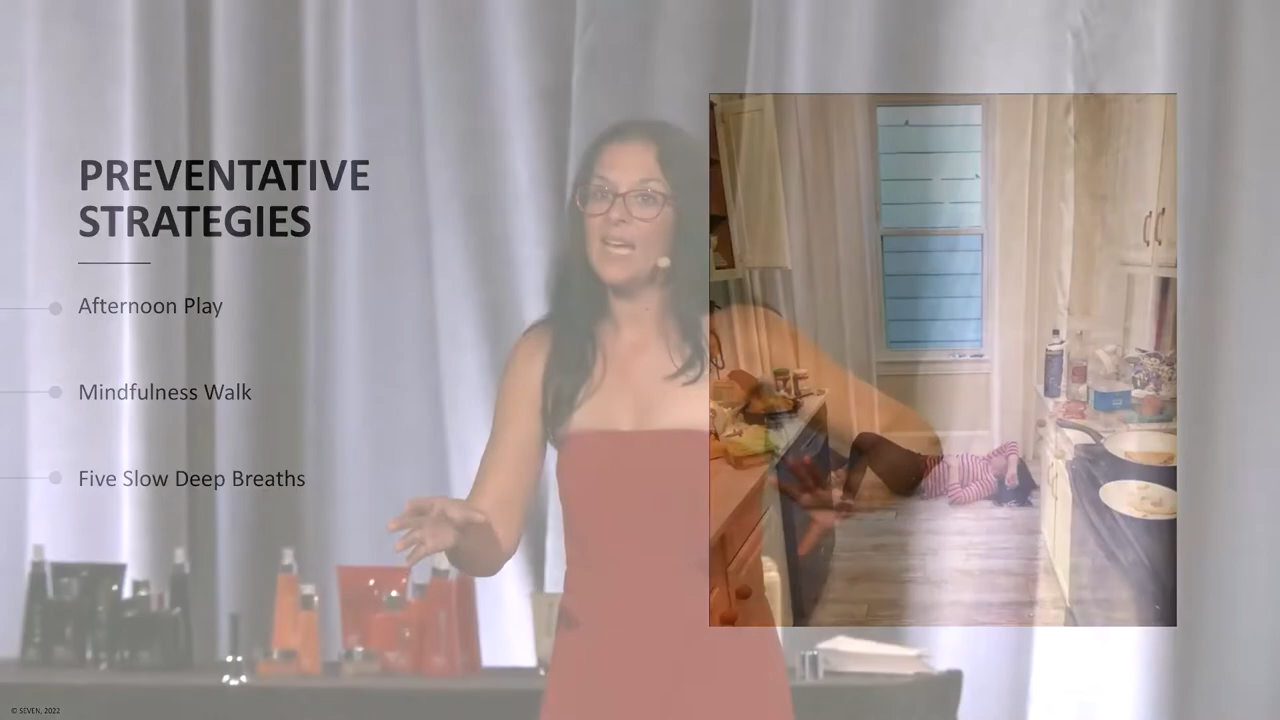 PREVENTATIVE
STRATEGIES
Afternoon Play
Mindfulness Walk
Five Slow Deep Breaths
© SEVEN, 2022